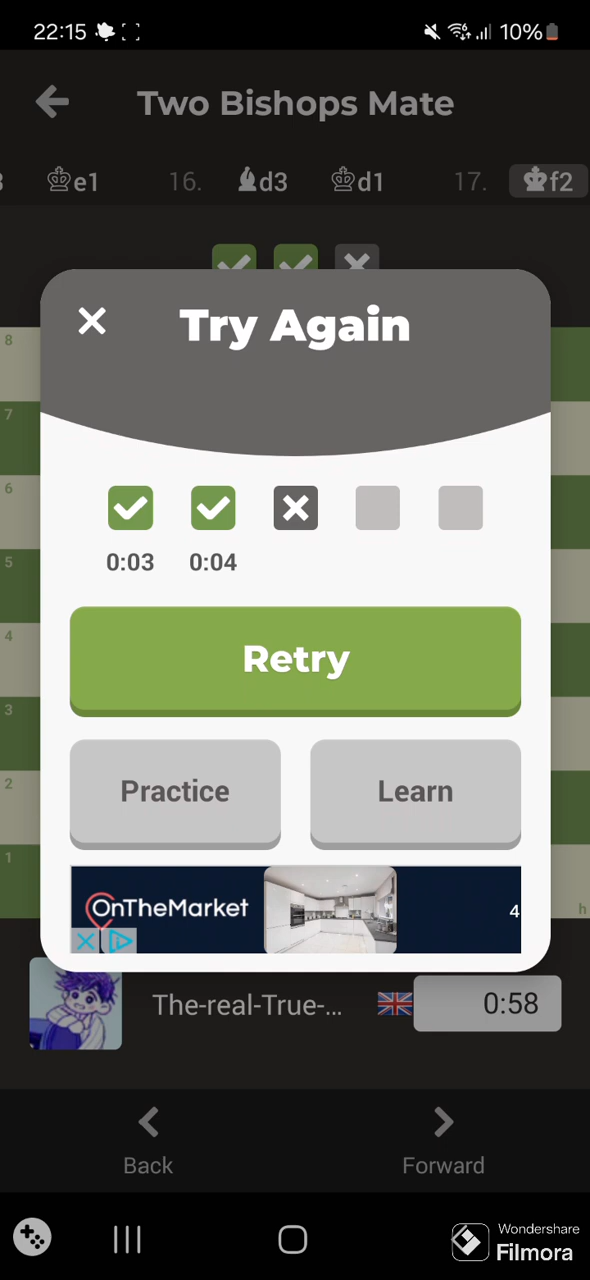 22:15 10%
Two Bishops Mate
e1 16. d3 d1 17. f2
Try Again
8
7
6
5
4
3
2
1
0:03 0:04
Retry
Practice Learn
OnTheMarket 4
h
The-real-True-... 0:58
Back Forward
Wondershare
Filmora